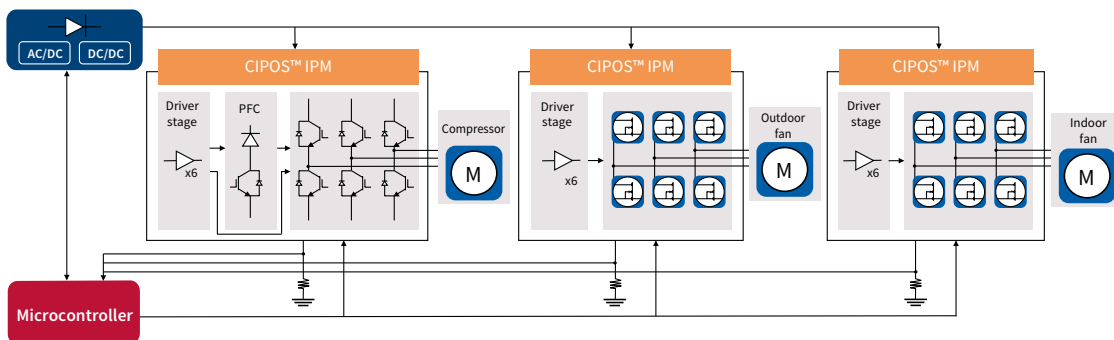 AC/DC
DC/DC
CIPOS™ IPM
Driver
stage
x6
PFC
Compressor
M
CIPOS™ IPM
Driver
stage
x6
Outdoor
fan
M
CIPOS™ IPM
Driver
stage
x6
Indoor
fan
M
Microcontroller